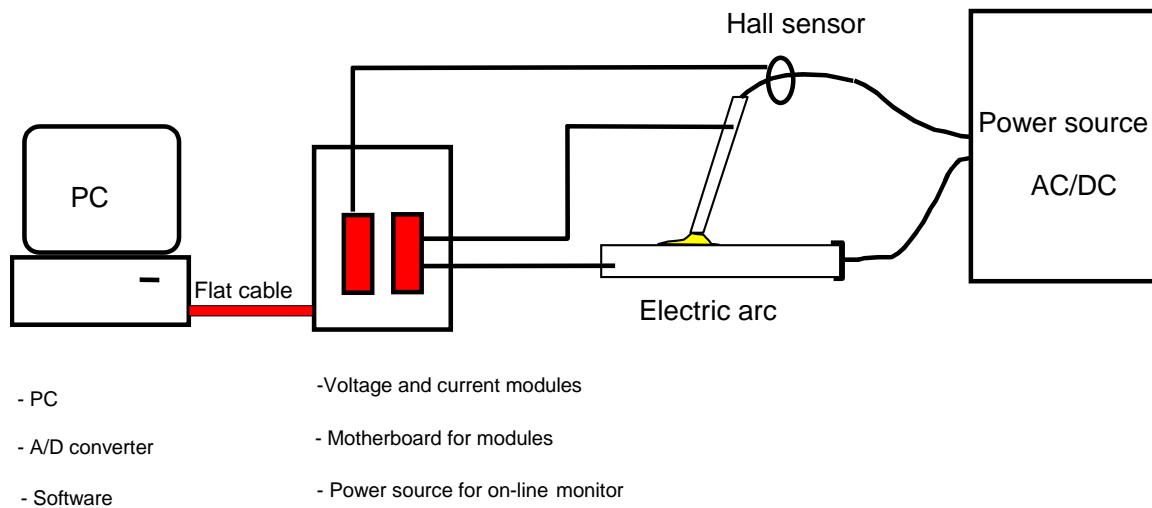 Hall sensor
Power source
AC/DC
PC
Flat cable
Electric arc
- PC
- A/D converter
- Software
-Voltage and current modules
- Motherboard for modules
- Power source for on-line monitor